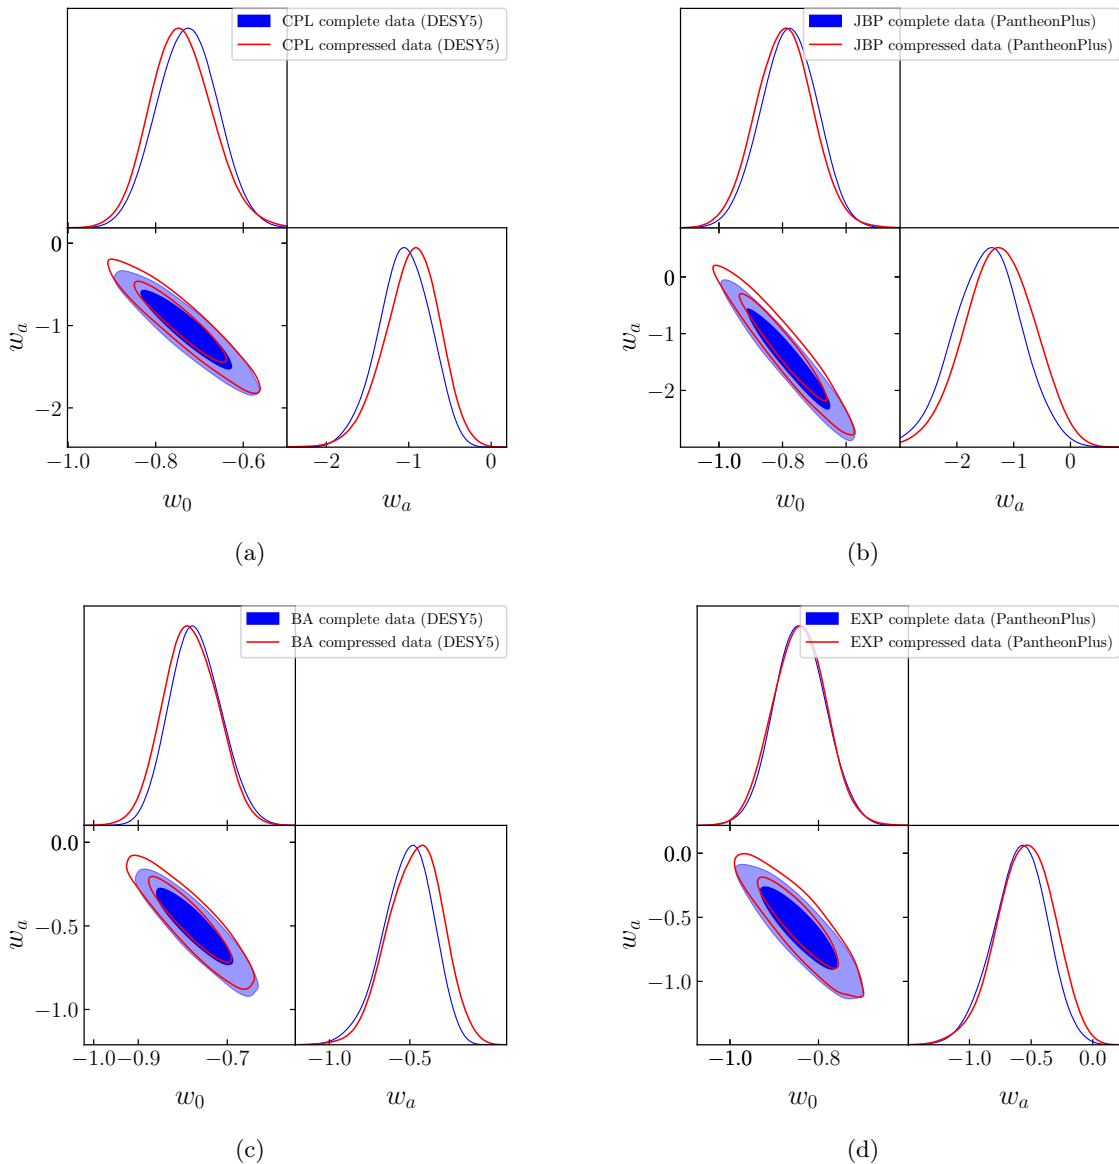 CPL complete data (DESY5)
CPL compressed data (DESY5)
0
−1
−2
w_a
−1.0
−0.8
−0.6
w_0
−2
−1
0
w_a
(a)
JBP complete data (PantheonPlus)
JBP compressed data (PantheonPlus)
0
−1
−2
w_a
−1.0
−0.8
−0.6
w_0
−2
−1
0
w_a
(b)
BA complete data (DESY5)
BA compressed data (DESY5)
0.0
−0.5
−1.0
w_a
−1.0
−0.9
−0.7
w_0
−1.0
−0.5
w_a
(c)
EXP complete data (PantheonPlus)
EXP compressed data (PantheonPlus)
0.0
−0.5
−1.0
w_a
−1.0
−0.8
w_0
−1.0
−0.5
0.0
w_a
(d)